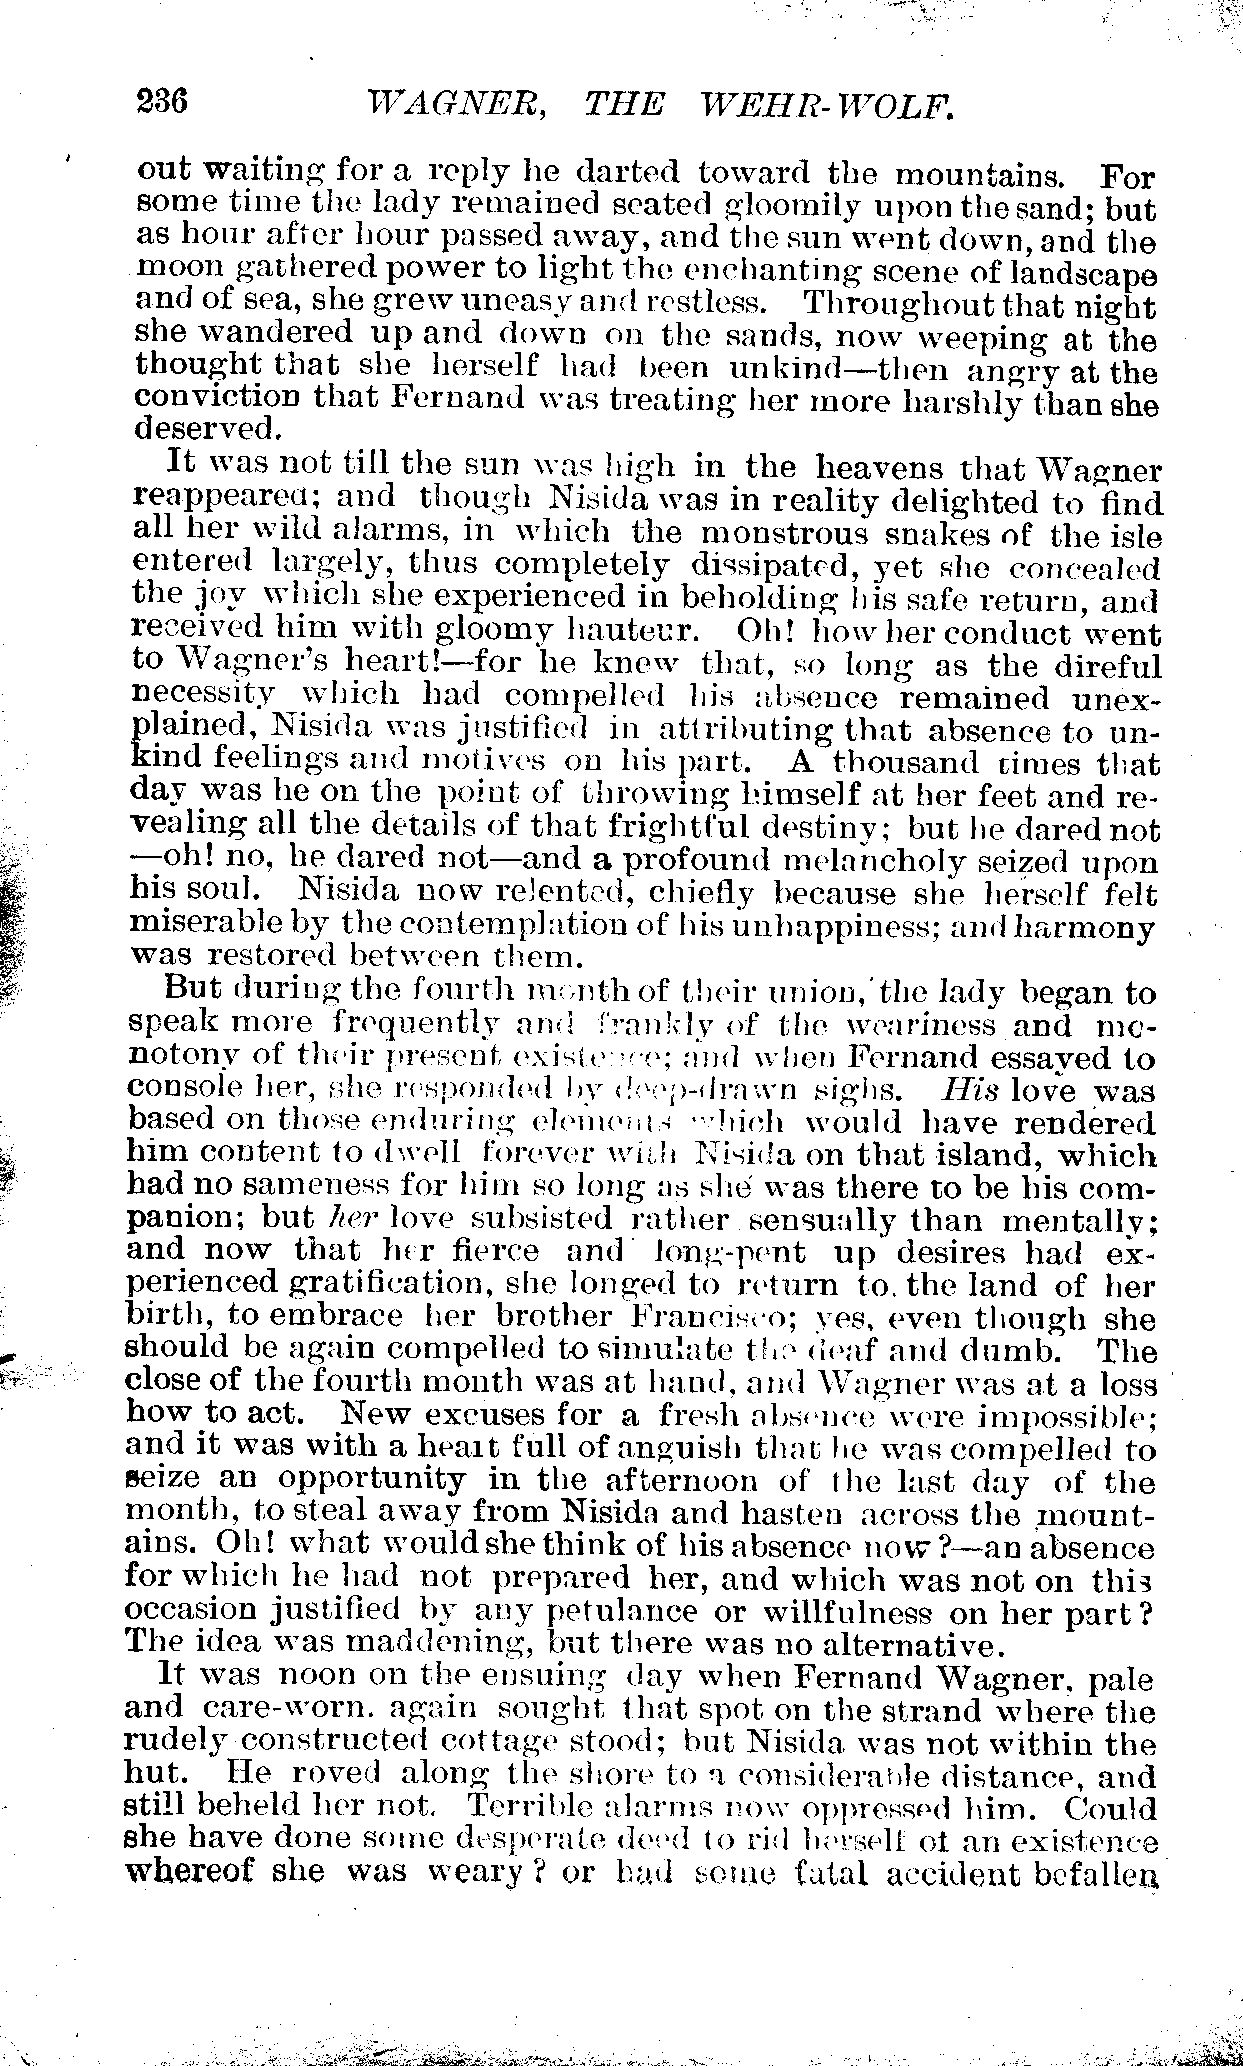 236 WAGNER, THE WEHR-WOLF.
out waiting for a reply he darted toward the mountains. For
some time the lady remained seated gloomily upon the sand; but
as hour after hour passed away, and the sun went down, and the
moon gathered power to light the enchanting scene of landscape
and of sea, she grew uneasy and restless. Throughout that night
she wandered up and down on the sands, now weeping at the
thought that she herself had been unkind—then angry at the
conviction that Fernand was treating her more harshly than she
deserved.
It was not till the sun was high in the heavens that Wagner
reappeared; and though Nisida was in reality delighted to find
all her wild alarms, in which the monstrous snakes of the isle
entered largely, thus completely dissipated, yet she concealed
the joy which she experienced in beholding his safe return, and
received him with gloomy hauteur. Oh! how her conduct went
to Wagner's heart!—for he knew that, so long as the direful
necessity which had compelled his absence remained unex-
plained, Nisida was justified in attributing that absence to un-
kind feelings and motives on his part. A thousand times that
day was he on the point of throwing himself at her feet and re-
vealing all the details of that frightful destiny; but he dared not
—oh! no, he dared not—and a profound melancholy seized upon
his soul. Nisida now relented, chiefly because she herself felt
miserable by the contemplation of his unhappiness; and harmony
was restored between them.
But during the fourth month of their union, the lady began to
speak more frequently and frankly of the weariness and mo-
notony of their present existence; and when Fernand essayed to
console her, she responded by deep-drawn sighs. His love was
based on those enduring elements which would have rendered
him content to dwell forever with Nisida on that island, which
had no sameness for him so long as she was there to be his com-
panion; but her love subsisted rather sensually than mentally;
and now that her fierce and long-pent up desires had ex-
perienced gratification, she longed to return to. the land of her
birth, to embrace her brother Francisco; yes, even though she
should be again compelled to simulate the deaf and dumb. The
close of the fourth month was at hand, and Wagner was at a loss
how to act. New excuses for a fresh absence were impossible;
and it was with a heart full of anguish that he was compelled to
seize an opportunity in the afternoon of the last day of the
month, to steal away from Nisida and hasten across the mount-
ains. Oh! what would she think of his absence now?—an absence
for which he had not prepared her, and which was not on this
occasion justified by any petulance or willfulness on her part?
The idea was maddening, but there was no alternative.
It was noon on the ensuing day when Fernand Wagner, pale
and care-worn. again sought that spot on the strand where the
rudely constructed cottage stood; but Nisida was not within the
hut. He roved along the shore to a considerable distance, and
still beheld her not. Terrible alarms now oppressed him. Could
she have done some desperate deed to rid herself of an existence
whereof she was weary? or had some fatal accident befallen